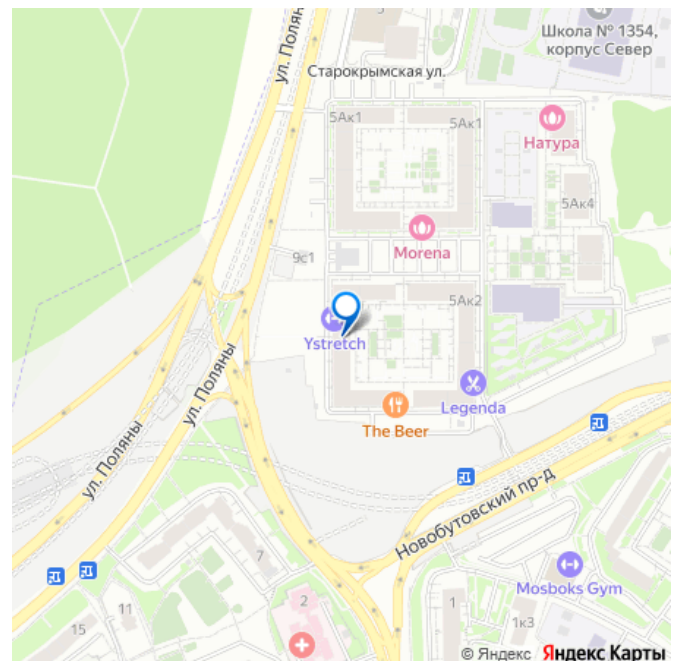 ул. Поляны
Школа № 1354,
корпус Север
Старокрымская ул.
5Ак1
5Ак1
Натура
5Ак4
Morena
9с1
5Ак2
Ystretch
ул. Поляны
Legenda
The Beer
ул. Поляны
Новобутовский пр-д
7
Mosboks Gym
2
1
11
1к3
15
© Яндекс Яндекс Карты